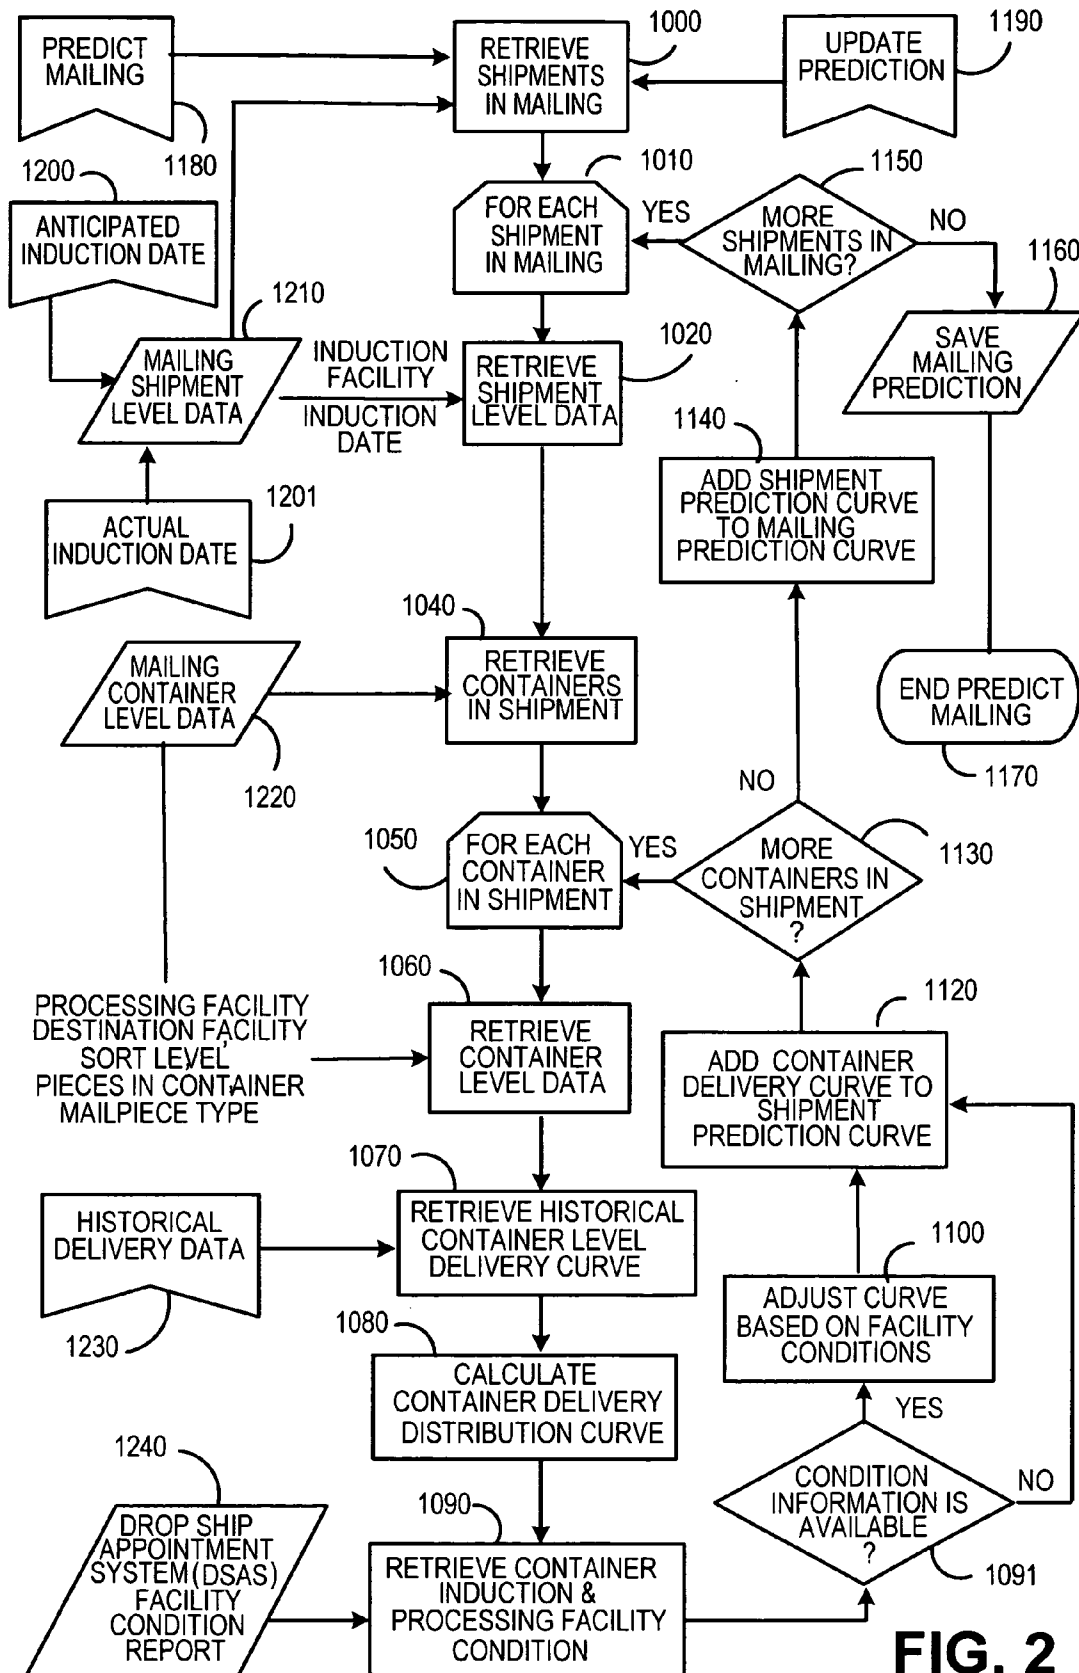 PREDICT
MAILING
1180
RETRIEVE
SHIPMENTS
IN MAILING
1000
UPDATE
PREDICTION
1190
1200
ANTICIPATED
INDUCTION DATE
1010
FOR EACH
SHIPMENT
IN MAILING
YES
1150
MORE
SHIPMENTS IN
MAILING?
NO
1160
SAVE
MAILING
PREDICTION
1210
MAILING
SHIPMENT
LEVEL DATA
INDUCTION
FACILITY
INDUCTION
DATE
RETRIEVE
SHIPMENT
LEVEL DATA
1020
1140
ADD SHIPMENT
PREDICTION CURVE
TO MAILING
PREDICTION CURVE
ACTUAL
INDUCTION DATE
1201
1040
RETRIEVE
CONTAINERS
IN SHIPMENT
MAILING
CONTAINER
LEVEL DATA
1220
END PREDICT
MAILING
1170
NO
1050
FOR EACH
CONTAINER
IN SHIPMENT
YES
MORE
CONTAINERS IN
SHIPMENT
?
1130
1060
RETRIEVE
CONTAINER
LEVEL DATA
PROCESSING FACILITY
DESTINATION FACILITY
SORT LEVEL,
PIECES IN CONTAINER
MAILPIECE TYPE
1120
ADD CONTAINER
DELIVERY CURVE TO
SHIPMENT
PREDICTION CURVE
1070
RETRIEVE HISTORICAL
CONTAINER LEVEL
DELIVERY CURVE
HISTORICAL
DELIVERY DATA
1230
1100
ADJUST CURVE
BASED ON FACILITY
CONDITIONS
1080
CALCULATE
CONTAINER DELIVERY
DISTRIBUTION CURVE
YES
CONDITION
INFORMATION IS
AVAILABLE
?
NO
1091
1240
DROP SHIP
APPOINTMENT
SYSTEM(DSAS)
FACILITY
CONDITION
REPORT
1090
RETRIEVE CONTAINER
INDUCTION &
PROCESSING FACILITY
CONDITION
FIG. 2